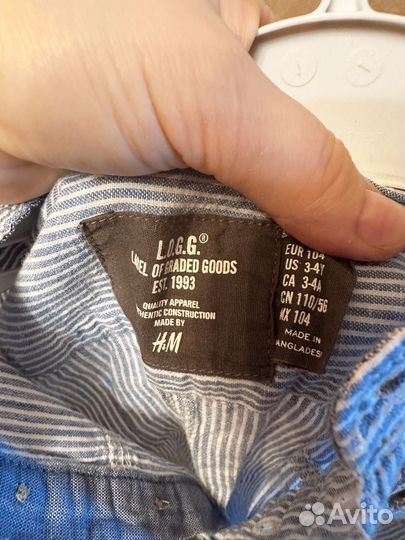 L.O.G.G.®
LABEL OF GRADED GOODS
EST. 1993
QUALITY APPAREL
AUTHENTIC CONSTRUCTION
MADE BY
H&M
EUR 104
US 3-4Y
CA 3-4A
CN 110/56
MX 104
MADE IN
BANGLADESH
Avito